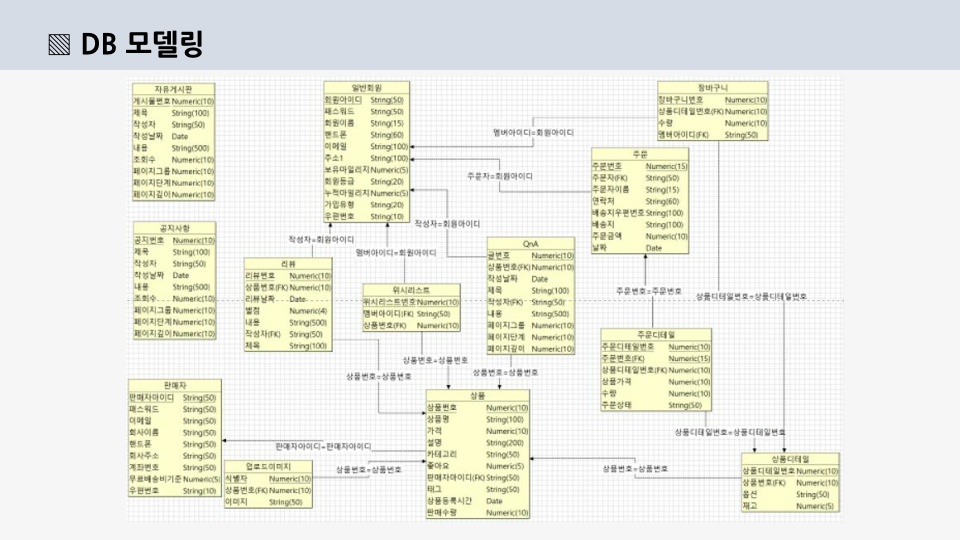 DB 모델링
자유게시판
게시물번호 Numeric(10)
제목 String(100)
작성자 String(50)
작성날짜 Date
내용 String(500)
조회수 Numeric(10)
페이지그룹 Numeric(10)
페이지단계 Numeric(10)
페이지깊이 Numeric(10)
일반회원
회원아이디 String(50)
패스워드 String(50)
회원이름 String(15)
핸드폰 String(60)
이메일 String(100)
주소1 String(100)
보유마일리지 Numeric(5)
회원등급 String(20)
누적마일리지 Numeric(5)
가입유형 String(20)
우편번호 String(10)
장바구니
장바구니번호 Numeric(10)
상품디테일번호(FK) Numeric(10)
수량 Numeric(10)
멤버아이디(FK) String(50)
멤버아이디=회원아이디
주문
주문번호 Numeric(15)
주문자(FK) String(50)
주문자이름 String(15)
연락처 String(60)
배송지우편번호 String(100)
배송지 String(100)
주문금액 Numeric(10)
날짜 Date
주문자=회원아이디
공지사항
공지번호 Numeric(10)
제목 String(100)
작성자 String(50)
작성날짜 Date
내용 String(500)
조회수 Numeric(10)
페이지그룹 Numeric(10)
페이지단계 Numeric(10)
페이지깊이 Numeric(10)
작성자=회원아이디
멤버아이디=회원아이디
작성자=회원아이디
리뷰
리뷰번호 Numeric(10)
상품번호(FK) Numeric(10)
리뷰날짜 Date
별점 Numeric(4)
내용 String(500)
작성자(FK) String(50)
제목 String(100)
위시리스트
위시리스트번호 Numeric(10)
멤버아이디(FK) String(50)
상품번호(FK) Numeric(10)
QnA
글번호 Numeric(10)
상품번호(FK) Numeric(10)
작성날짜 Date
제목 String(100)
작성자(FK) String(50)
내용 String(500)
페이지그룹 Numeric(10)
페이지단계 Numeric(10)
페이지깊이 Numeric(10)
주문번호=주문번호
상품디테일번호=상품디테일번호
주문디테일
주문디테일번호 Numeric(10)
주문번호(FK) Numeric(15)
상품디테일번호(FK) Numeric(10)
상품가격 Numeric(10)
수량 Numeric(10)
주문상태 String(50)
상품번호=상품번호
상품번호=상품번호
상품번호=상품번호
판매자
판매자아이디 String(50)
패스워드 String(50)
이메일 String(50)
회사이름 String(50)
핸드폰 String(50)
회사주소 String(50)
계좌번호 String(50)
무료배송비기준 Numeric(5)
우편번호 String(10)
상품
상품번호 Numeric(10)
상품명 String(100)
가격 Numeric(10)
설명 String(200)
카테고리 String(50)
좋아요 Numeric(5)
판매자아이디(FK) String(50)
태그 String(50)
상품등록시간 Date
판매수량 Numeric(10)
판매자아이디=판매자아이디
상품디테일번호=상품디테일번호
업로드이미지
식별자 Numeric(10)
상품번호(FK) Numeric(10)
이미지 String(50)
상품번호=상품번호
상품번호=상품번호
상품디테일
상품디테일번호 Numeric(10)
상품번호(FK) Numeric(10)
옵션 String(50)
재고 Numeric(5)